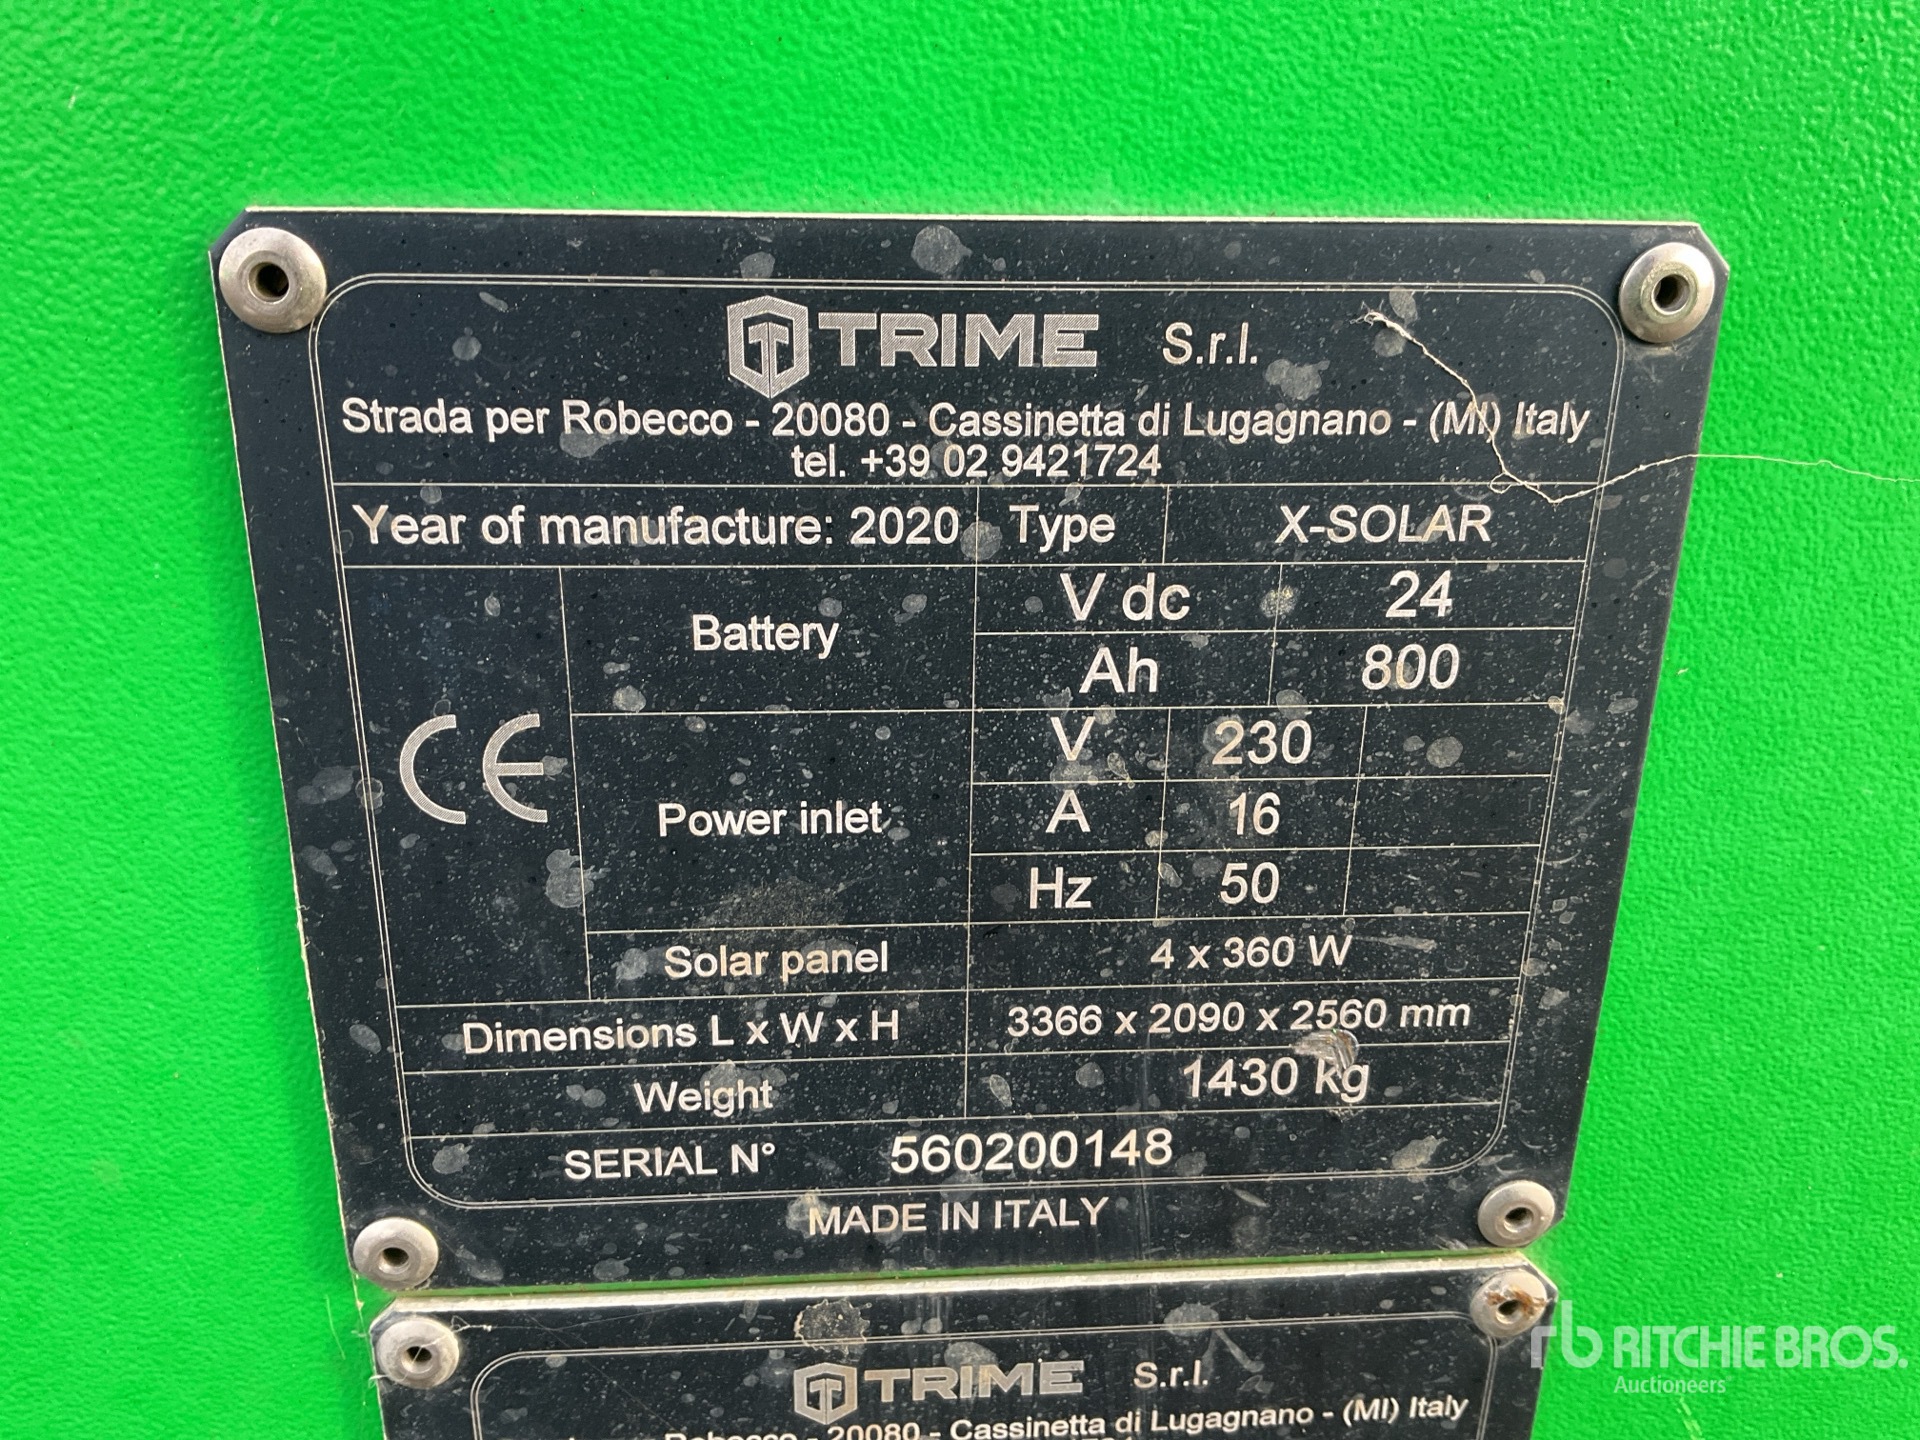 TRIME S.r.l.
Strada per Robecco - 20080 - Cassinetta di Lugagnano - (MI) Italy
tel. +39 02 9421724
Year of manufacture: 2020 Type X-SOLAR
CE
Battery
V dc 24
Ah 800
Power inlet
V 230
A 16
Hz 50
Solar panel 4 x 360 W
Dimensions L x W x H 3366 x 2090 x 2560 mm
Weight 1430 kg
SERIAL N° 560200148
MADE IN ITALY
TRIME S.r.l.
Robecco - 20080 - Cassinetta di Lugagnano - (MI) Italy
rb RITCHIE BROS.
Auctioneers